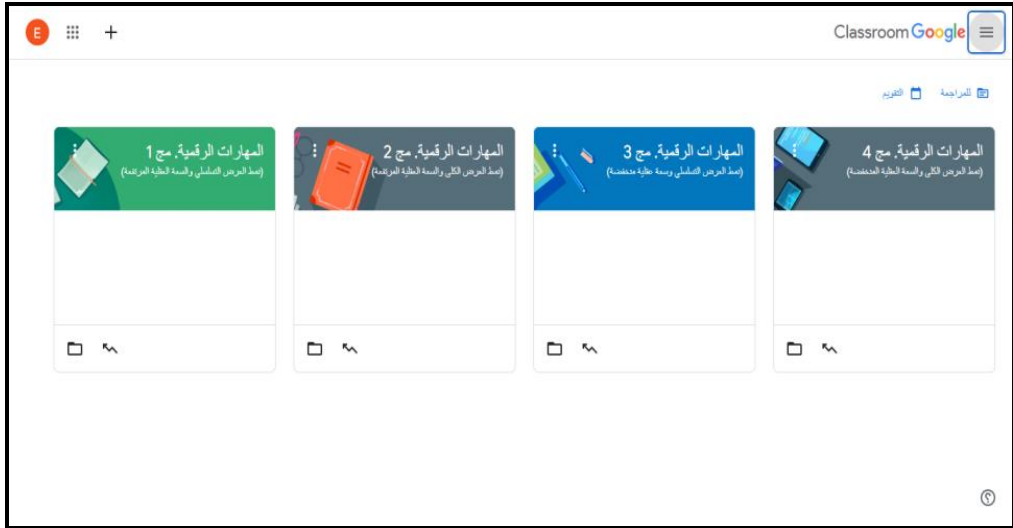 Classroom Google
E
للمراجعة
التقويم
المهارات الرقمية. مج 4
(نمط العرض الكلي والسعة العقلية المنخفضة)
المهارات الرقمية. مج 3
(نمط العرض التسلسلي وسعة عقلية منخفضة)
المهارات الرقمية. مج 2
(نمط العرض الكلي والسعة العقلية المرتفعة)
المهارات الرقمية. مج 1
(نمط العرض التسلسلي والسعة العقلية المرتفعة)